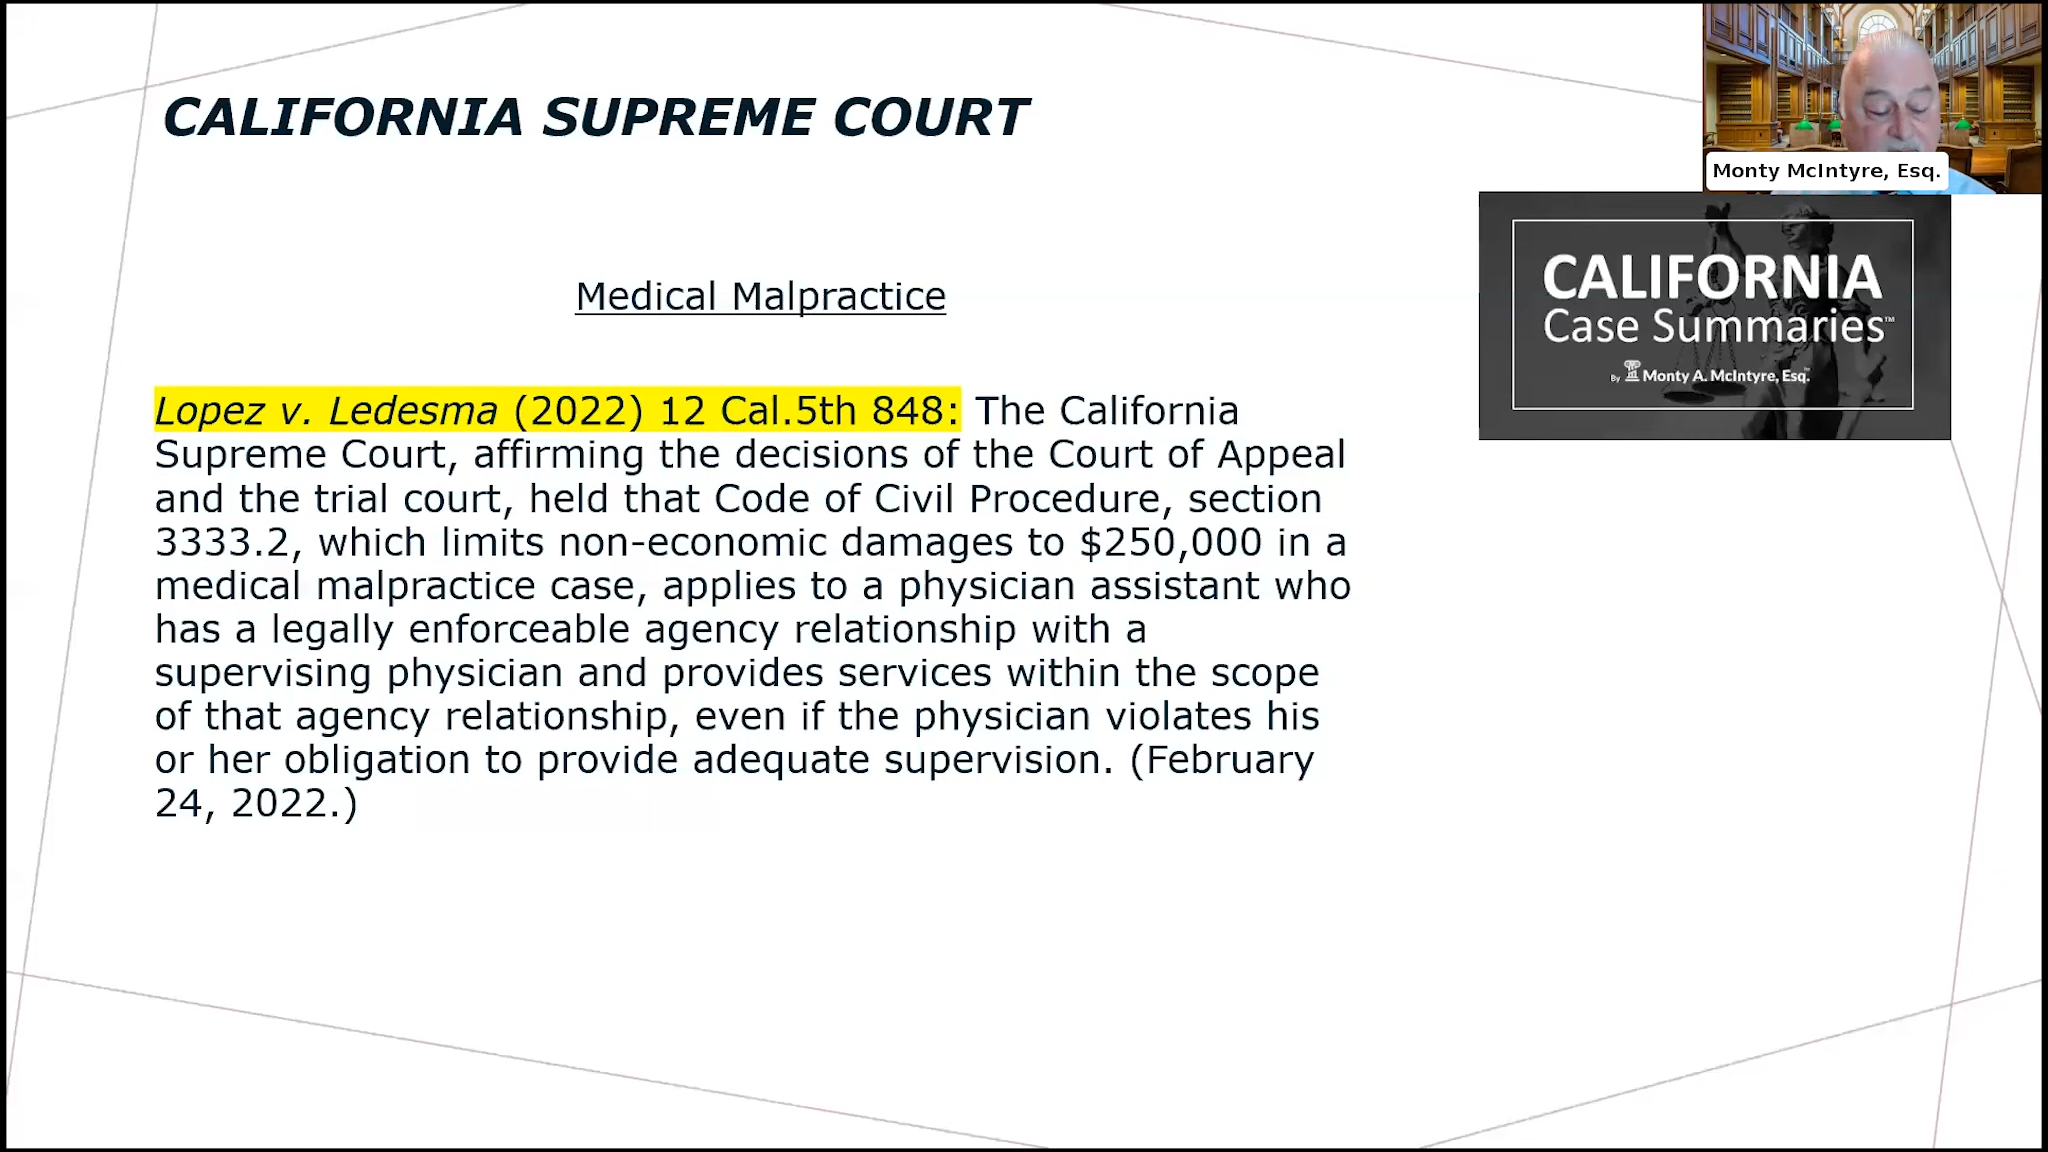 CALIFORNIA SUPREME COURT
Monty McIntyre, Esq.
CALIFORNIA
Case Summaries™
By Monty A. McIntyre, Esq.™
Medical Malpractice
Lopez v. Ledesma (2022) 12 Cal.5th 848: The California
Supreme Court, affirming the decisions of the Court of Appeal
and the trial court, held that Code of Civil Procedure, section
3333.2, which limits non-economic damages to $250,000 in a
medical malpractice case, applies to a physician assistant who
has a legally enforceable agency relationship with a
supervising physician and provides services within the scope
of that agency relationship, even if the physician violates his
or her obligation to provide adequate supervision. (February
24, 2022.)